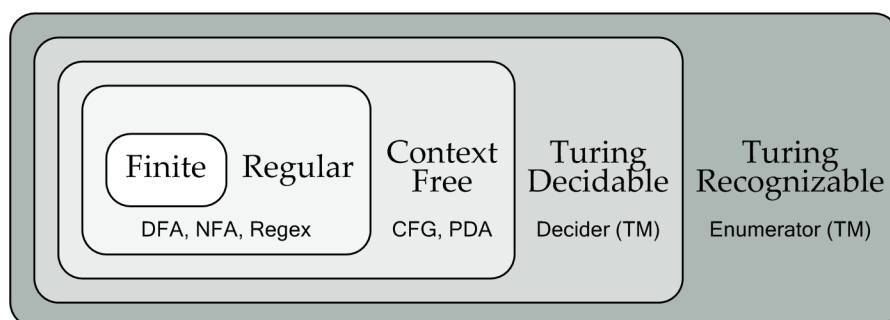 Finite
Regular
DFA, NFA, Regex
Context
Free
CFG, PDA
Turing
Decidable
Decider (TM)
Turing
Recognizable
Enumerator (TM)